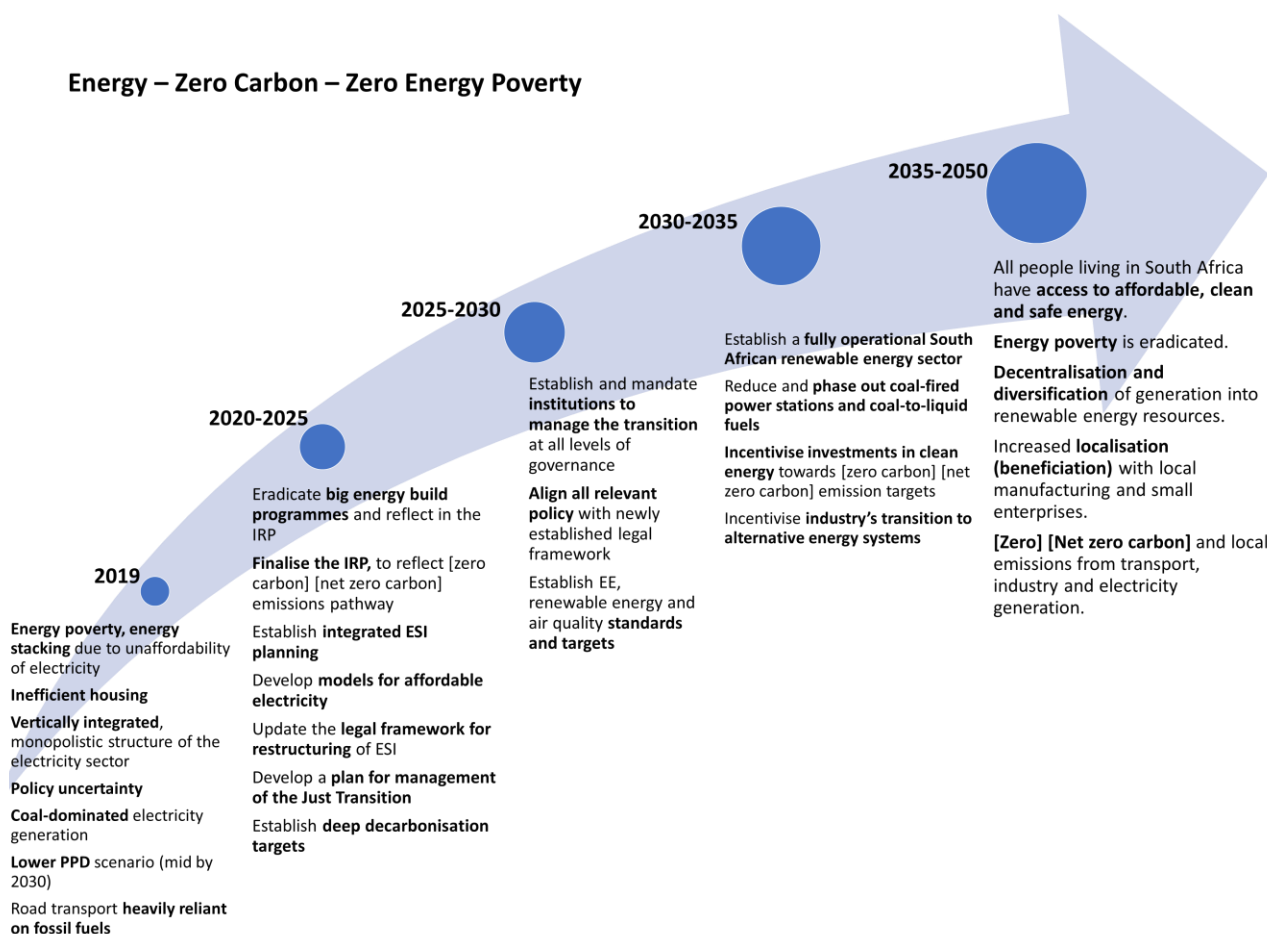 Energy – Zero Carbon – Zero Energy Poverty
2019
Energy poverty, energy
stacking due to unaffordability
of electricity
Inefficient housing
Vertically integrated,
monopolistic structure of the
electricity sector
Policy uncertainty
Coal-dominated electricity
generation
Lower PPD scenario (mid by
2030)
Road transport heavily reliant
on fossil fuels
2020-2025
Eradicate big energy build
programmes and reflect in the
IRP
Finalise the IRP, to reflect [zero
carbon] [net zero carbon]
emissions pathway
Establish integrated ESI
planning
Develop models for affordable
electricity
Update the legal framework for
restructuring of ESI
Develop a plan for management
of the Just Transition
Establish deep decarbonisation
targets
2025-2030
Establish and mandate
institutions to
manage the transition
at all levels of
governance
Align all relevant
policy with newly
established legal
framework
Establish EE,
renewable energy and
air quality standards
and targets
2030-2035
Establish a fully operational South
African renewable energy sector
Reduce and phase out coal-fired
power stations and coal-to-liquid
fuels
Incentivise investments in clean
energy towards [zero carbon] [net
zero carbon] emission targets
Incentivise industry's transition to
alternative energy systems
2035-2050
All people living in South Africa
have access to affordable, clean
and safe energy.
Energy poverty is eradicated.
Decentralisation and
diversification of generation into
renewable energy resources.
Increased localisation
(beneficiation) with local
manufacturing and small
enterprises.
[Zero] [Net zero carbon] and local
emissions from transport,
industry and electricity
generation.